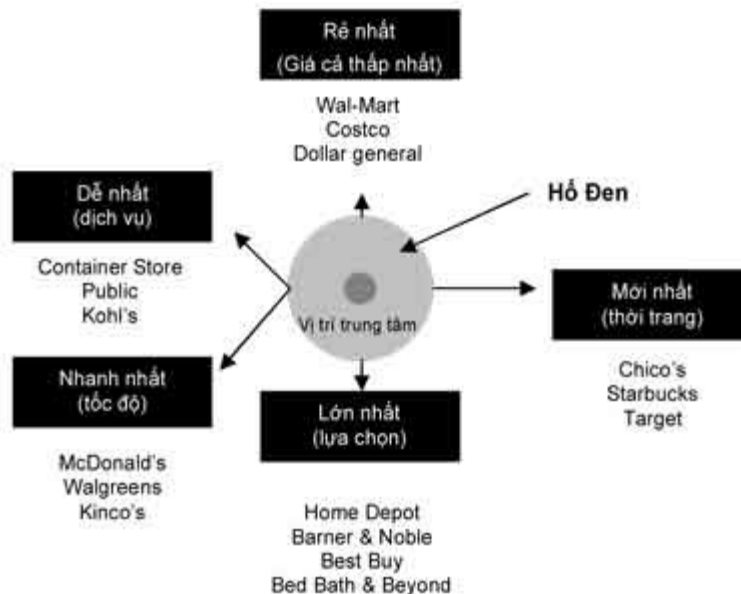 Rẻ nhất
(Giá cả thấp nhất)
Wal-Mart
Costco
Dollar general
Dễ nhất
(dịch vụ)
Container Store
Public
Kohl's
Hố Đen
Vị trí trung tâm
Mới nhất
(thời trang)
Chico's
Starbucks
Target
Nhanh nhất
(tốc độ)
McDonald's
Walgreens
Kinco's
Lớn nhất
(lựa chọn)
Home Depot
Barner & Noble
Best Buy
Bed Bath & Beyond